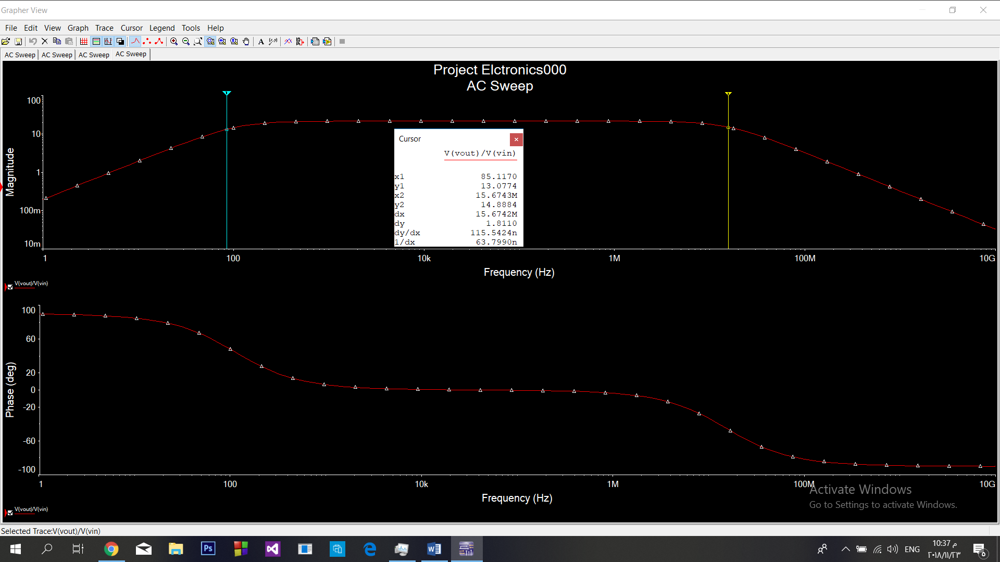 Grapher View
File Edit View Graph Trace Cursor Legend Tools Help
AC Sweep AC Sweep AC Sweep AC Sweep
Project Elctronics000
AC Sweep
Magnitude
100
10
1
100m
10m
1 100 10k 1M 100M 10G
Frequency (Hz)
Cursor
V(vout)/V(vin)
x1 85.1170
y1 13.0774
x2 15.6743M
y2 14.8884
dx 15.6742M
dy 1.8110
dy/dx 115.5424n
1/dx 63.7990n
V(vout)/V(vin)
Phase (deg)
100
60
20
0
-20
-60
-100
1 100 10k 1M 100M 10G
Frequency (Hz)
V(vout)/V(vin)
Activate Windows
Go to Settings to activate Windows.
Selected Trace:V(vout)/V(vin)
Ps
ENG
10:37 م
٢٠١٨/١١/٢٣
٥